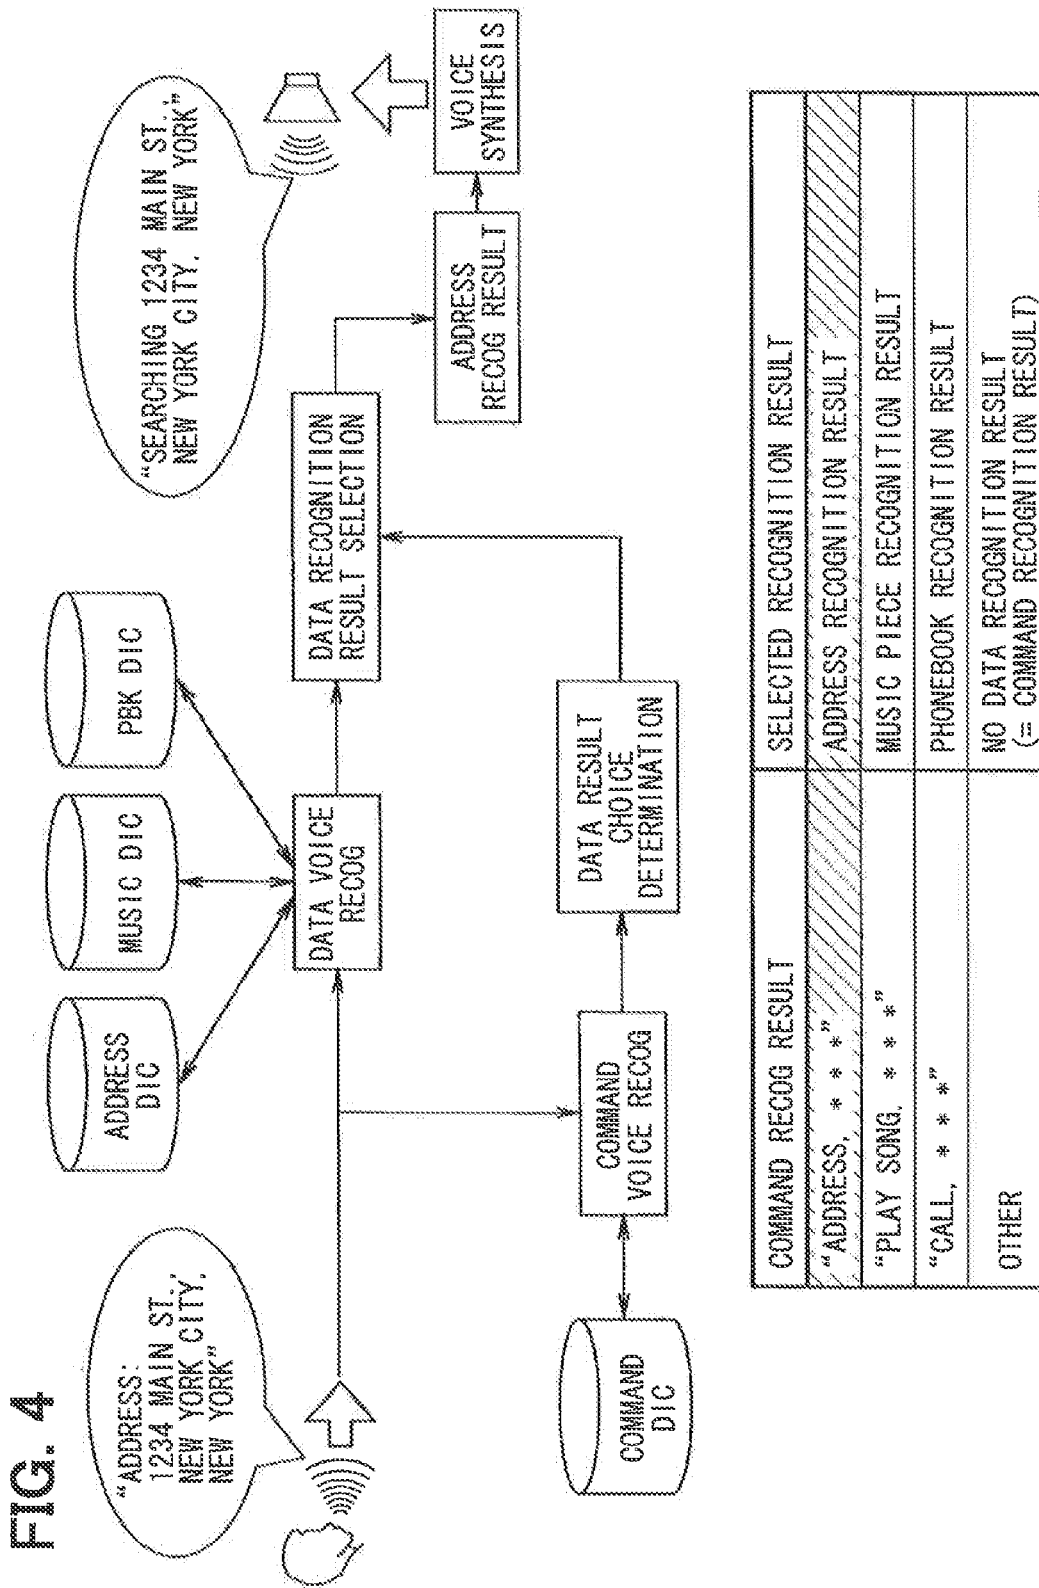 FIG. 4
“ADDRESS:
1234 MAIN ST.,
NEW YORK CITY,
NEW YORK”
ADDRESS
DIC
MUSIC DIC
PBK DIC
“SEARCHING 1234 MAIN ST.,
NEW YORK CITY, NEW YORK”
DATA VOICE
RECOG
DATA RECOGNITION
RESULT SELECTION
ADDRESS
RECOG RESULT
VOICE
SYNTHESIS
COMMAND
DIC
COMMAND
VOICE RECOG
DATA RESULT
CHOICE
DETERMINATION
COMMAND RECOG RESULT
SELECTED RECOGNITION RESULT
“ADDRESS, * * *”
ADDRESS RECOGNITION RESULT
“PLAY SONG. * * *”
MUSIC PIECE RECOGNITION RESULT
“CALL, * * *”
PHONEBOOK RECOGNITION RESULT
OTHER
NO DATA RECOGNITION RESULT
(= COMMAND RECOGNITION RESULT)